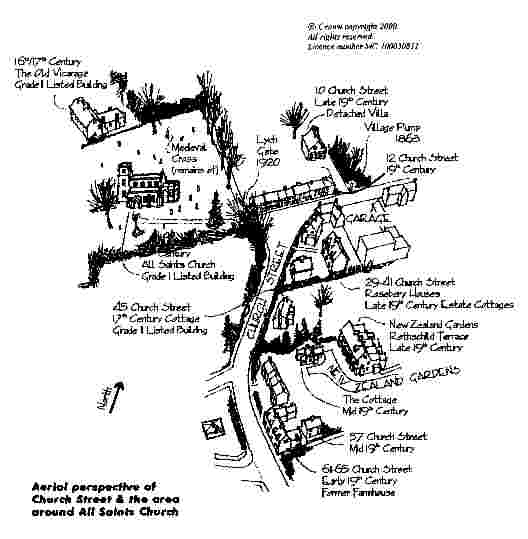 © Crown copyright 2000.
All rights reserved.
Licence number
16th/17th Century
The Old Vicarage
Grade II Listed Building
10 Church Street
Late 19th Century
Detached Villa
Village Pump
1863
Medieval
Cross
(remains of)
Lych
Gate
1920
12 Church Street
19th Century
GARAGE
Century
All Saints Church
Grade I Listed Building
CHURCH STREET
29-41 Church Street
Rosebery Houses
Late 19th Century Estate Cottages
45 Church Street
17th Century Cottage
Grade II Listed Building
New Zealand Gardens
Rothschild Terrace
Late 19th Century
NEW ZEALAND GARDENS
North
The Cottage
Mid 19th Century
57 Church Street
Mid 19th Century
61-65 Church Street
Early 19th Century
Former Farmhouse
Aerial perspective of
Church Street & the area
around All Saints Church